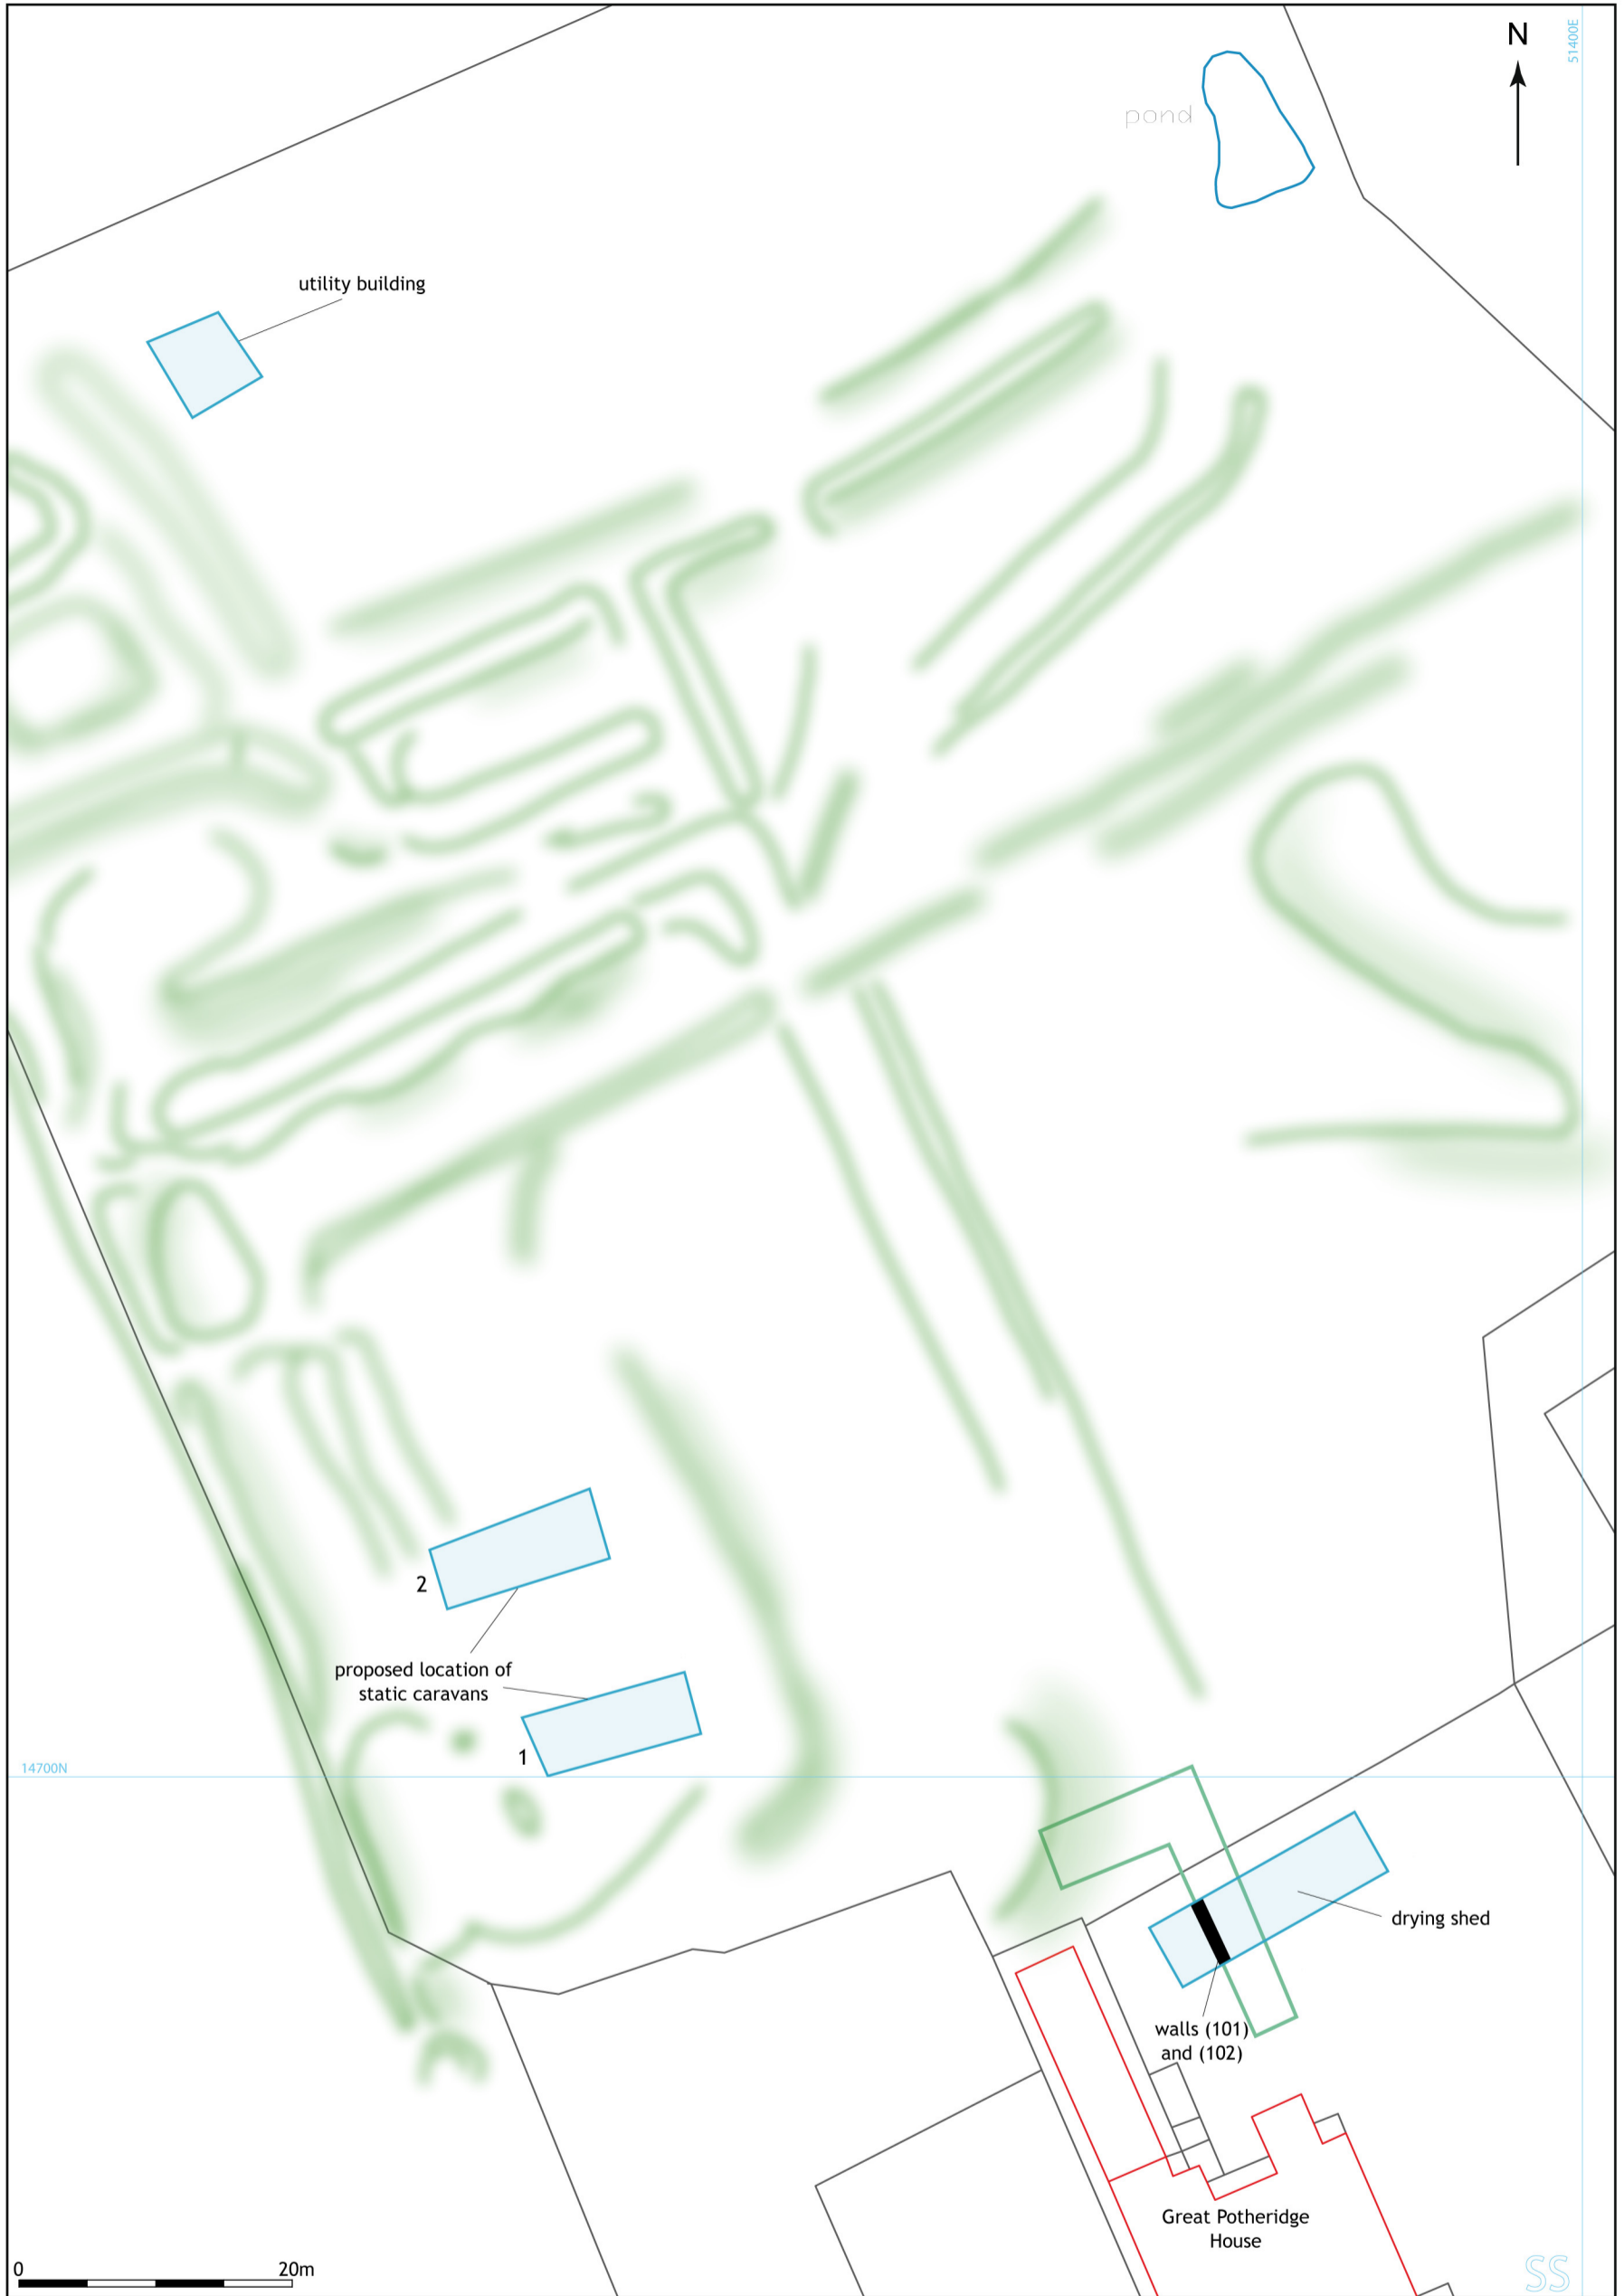 N
51400E
pond
utility building
2
proposed location of
static caravans
1
14700N
drying shed
walls (101)
and (102)
Great Potheridge
House
0
20m
SS